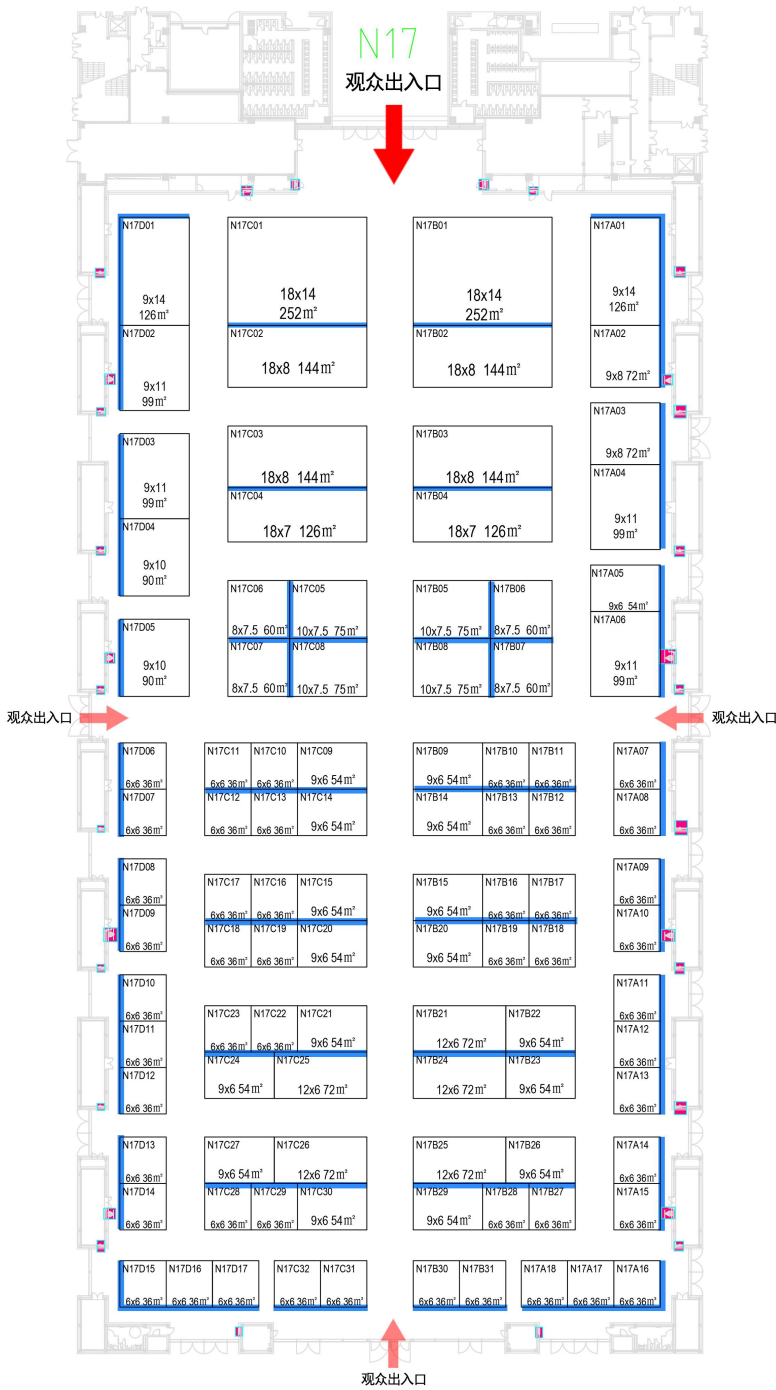 N17
观众出入口
N17D01
9x14
126m²
N17C01
18x14
252m²
N17B01
18x14
252m²
N17A01
9x14
126m²
N17D02
9x11
99m²
N17C02
18x8 144m²
N17B02
18x8 144m²
N17A02
9x8 72m²
N17D03
9x11
99m²
N17C03
18x8 144m²
N17B03
18x8 144m²
N17A03
9x8 72m²
N17D04
9x10
90m²
N17C04
18x7 126m²
N17B04
18x7 126m²
N17A04
9x11
99m²
N17C06
8x7.5 60m²
N17C05
10x7.5 75m²
N17B05
10x7.5 75m²
N17B06
8x7.5 60m²
N17A05
9x6 54m²
N17D05
9x10
90m²
N17C07
8x7.5 60m²
N17C08
10x7.5 75m²
N17B08
10x7.5 75m²
N17B07
8x7.5 60m²
N17A06
9x11
99m²
观众出入口
观众出入口
N17D06
6x6 36m²
N17C11
6x6 36m²
N17C10
6x6 36m²
N17C09
9x6 54m²
N17B09
9x6 54m²
N17B10
6x6 36m²
N17B11
6x6 36m²
N17A07
6x6 36m²
N17D07
6x6 36m²
N17C12
6x6 36m²
N17C13
6x6 36m²
N17C14
9x6 54m²
N17B14
9x6 54m²
N17B13
6x6 36m²
N17B12
6x6 36m²
N17A08
6x6 36m²
N17D08
6x6 36m²
N17C17
6x6 36m²
N17C16
6x6 36m²
N17C15
9x6 54m²
N17B15
9x6 54m²
N17B16
6x6 36m²
N17B17
6x6 36m²
N17A09
6x6 36m²
N17D09
6x6 36m²
N17C18
6x6 36m²
N17C19
6x6 36m²
N17C20
9x6 54m²
N17B20
9x6 54m²
N17B19
6x6 36m²
N17B18
6x6 36m²
N17A10
6x6 36m²
N17D10
6x6 36m²
N17C23
6x6 36m²
N17C22
6x6 36m²
N17C21
9x6 54m²
N17B21
12x6 72m²
N17B22
9x6 54m²
N17A11
6x6 36m²
N17D11
6x6 36m²
N17C24
9x6 54m²
N17C25
12x6 72m²
N17B24
12x6 72m²
N17B23
9x6 54m²
N17A12
6x6 36m²
N17D12
6x6 36m²
N17A13
6x6 36m²
N17D13
6x6 36m²
N17C27
9x6 54m²
N17C26
12x6 72m²
N17B25
12x6 72m²
N17B26
9x6 54m²
N17A14
6x6 36m²
N17D14
6x6 36m²
N17C28
6x6 36m²
N17C29
6x6 36m²
N17C30
9x6 54m²
N17B29
9x6 54m²
N17B28
6x6 36m²
N17B27
6x6 36m²
N17A15
6x6 36m²
N17D15
6x6 36m²
N17D16
6x6 36m²
N17D17
6x6 36m²
N17C32
6x6 36m²
N17C31
6x6 36m²
N17B30
6x6 36m²
N17B31
6x6 36m²
N17A18
6x6 36m²
N17A17
6x6 36m²
N17A16
6x6 36m²
观众出入口